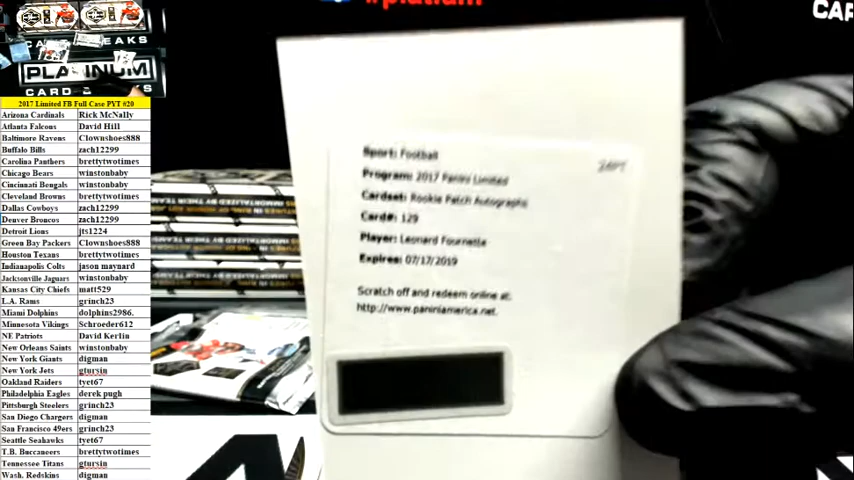 #platium
CAR
CARD BREAKS
PLATINUM
CARD BREAKS
2017 Limited FB Full Case PYT #20
Arizona Cardinals Rick McNally
Atlanta Falcons David Hill
Baltimore Ravens Clownshoes888
Buffalo Bills zach12299
Carolina Panthers brettytwotimes
Chicago Bears winstonbaby
Cincinnati Bengals winstonbaby
Cleveland Browns brettytwotimes
Dallas Cowboys zach12299
Denver Broncos zach12299
Detroit Lions jts1224
Green Bay Packers Clownshoes888
Houston Texans brettytwotimes
Indianapolis Colts jason maynard
Jacksonville Jaguars winstonbaby
Kansas City Chiefs matt529
L.A. Rams grinch23
Miami Dolphins dolphins2986.
Minnesota Vikings Schroeder612
NE Patriots David Kerlin
New Orleans Saints winstonbaby
New York Giants digman
New York Jets gtursin
Oakland Raiders tyet67
Philadelphia Eagles derek pugh
Pittsburgh Steelers grinch23
San Diego Chargers digman
San Francisco 49ers grinch23
Seattle Seahawks tyet67
T.B. Buccaneers brettytwotimes
Tennessee Titans gtursin
Wash. Redskins digman
Sport: Football
24PT
Program: 2017 Panini Limited
Cardset: Rookie Patch Autographs
Card#: 129
Player: Leonard Fournette
Expires: 07/17/2019
Scratch off and redeem online at:
http://www.paniniamerica.net.